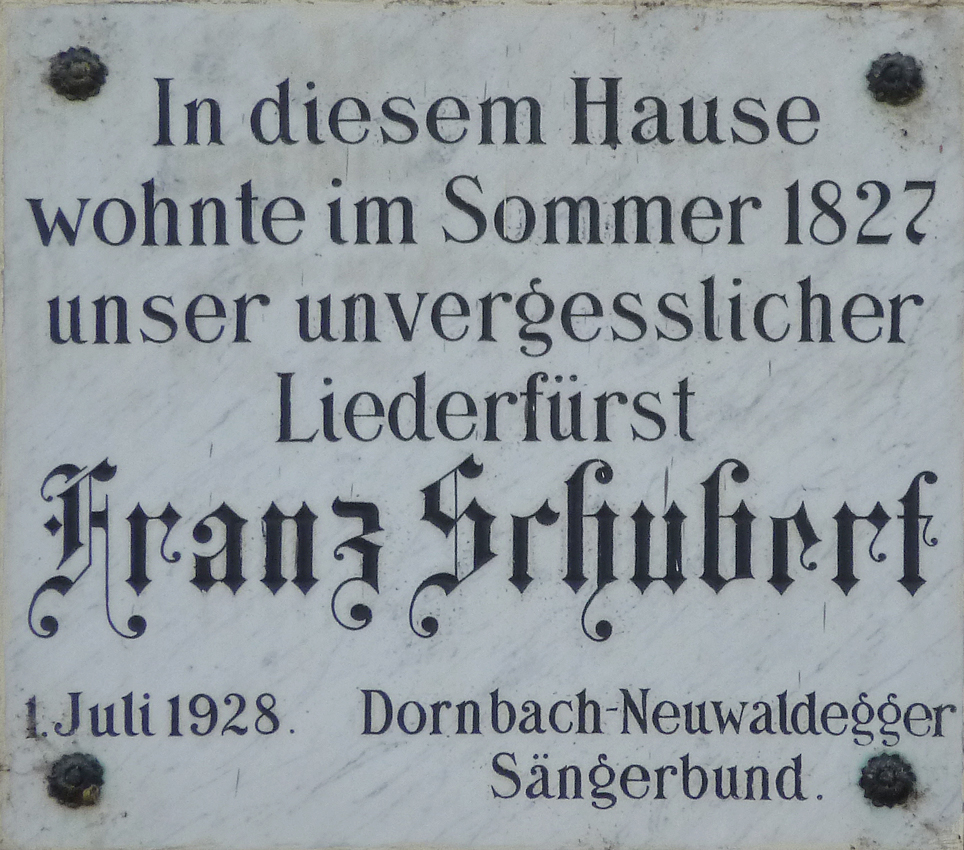 In diesem Hause
wohnte im Sommer 1827
unser unvergesslicher
Liederfürst
Franz Schubert
1. Juli 1928. Dornbach-Neuwaldegger
Sängerbund.